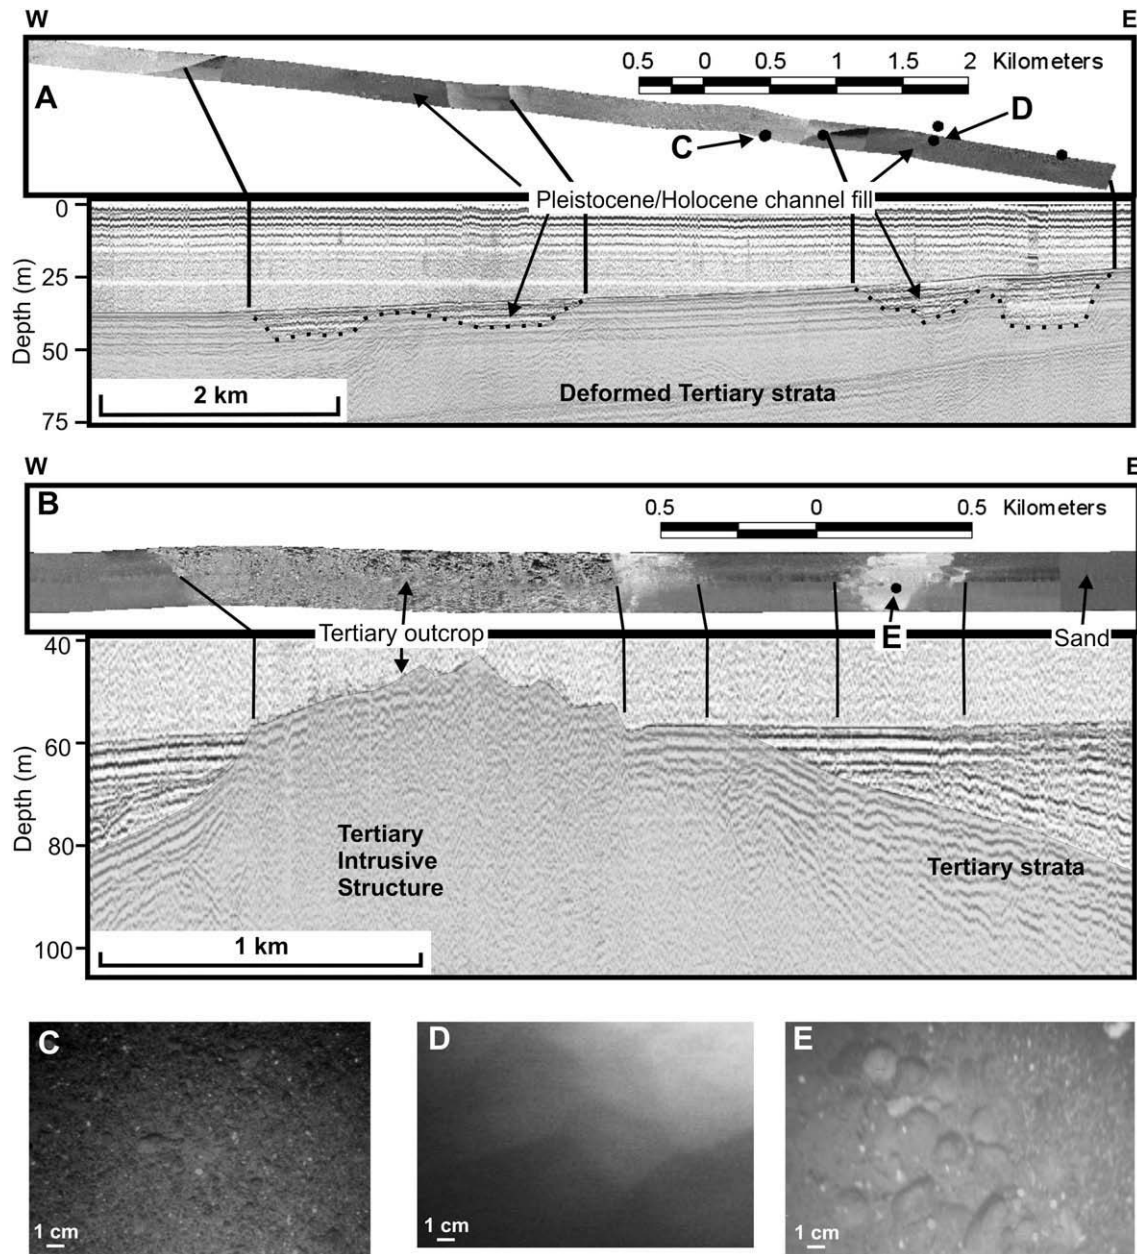 W E
0.5 0 0.5 1 1.5 2 Kilometers
A
D
C
Pleistocene/Holocene channel fill
0
25
50
75
Depth (m)
2 km
Deformed Tertiary strata
W E
B
0.5 0 0.5 Kilometers
Tertiary outcrop
E
Sand
40
60
80
100
Depth (m)
Tertiary
Intrusive
Structure
Tertiary strata
1 km
C
1 cm
D
1 cm
E
1 cm